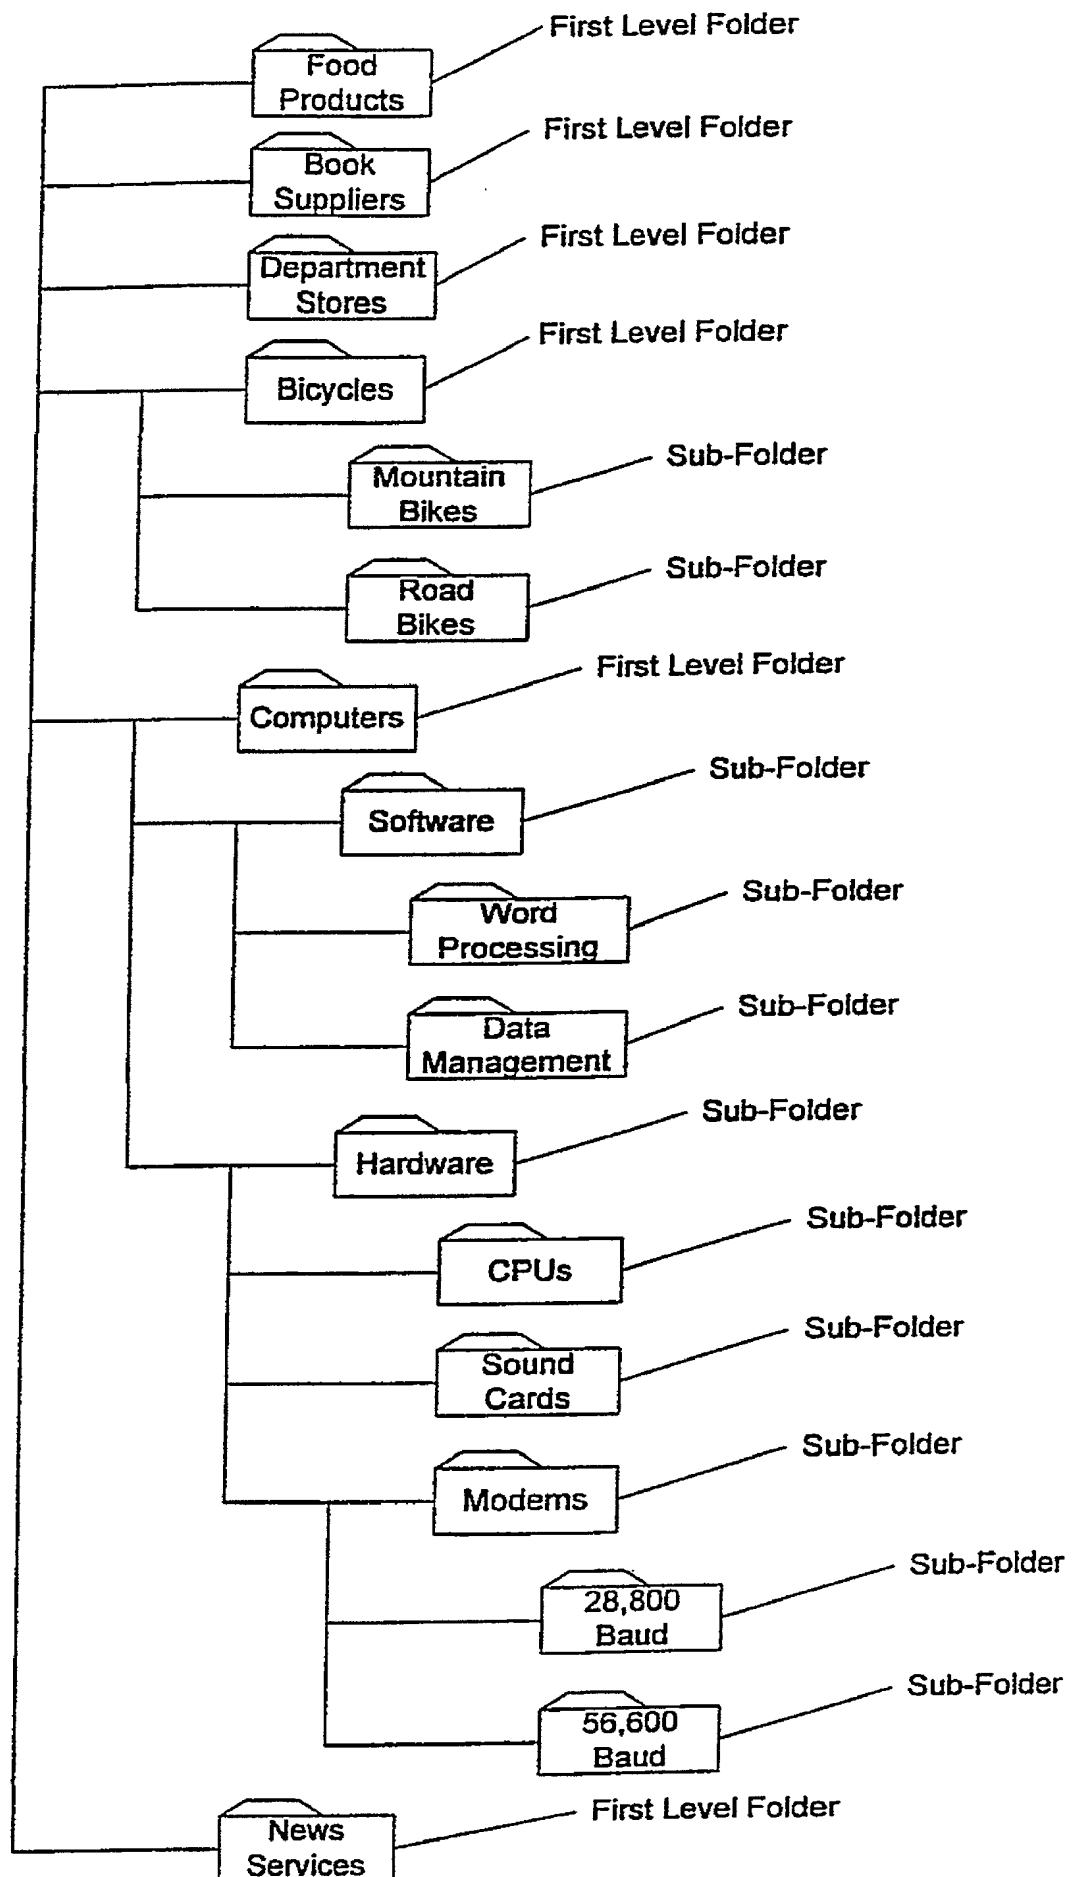 First Level Folder
Food
Products
First Level Folder
Book
Suppliers
First Level Folder
Department
Stores
First Level Folder
Bicycles
Sub-Folder
Mountain
Bikes
Sub-Folder
Road
Bikes
First Level Folder
Computers
Sub-Folder
Software
Sub-Folder
Word
Processing
Sub-Folder
Data
Management
Sub-Folder
Hardware
Sub-Folder
CPUs
Sub-Folder
Sound
Cards
Sub-Folder
Modems
Sub-Folder
28,800
Baud
Sub-Folder
56,600
Baud
First Level Folder
News
Services